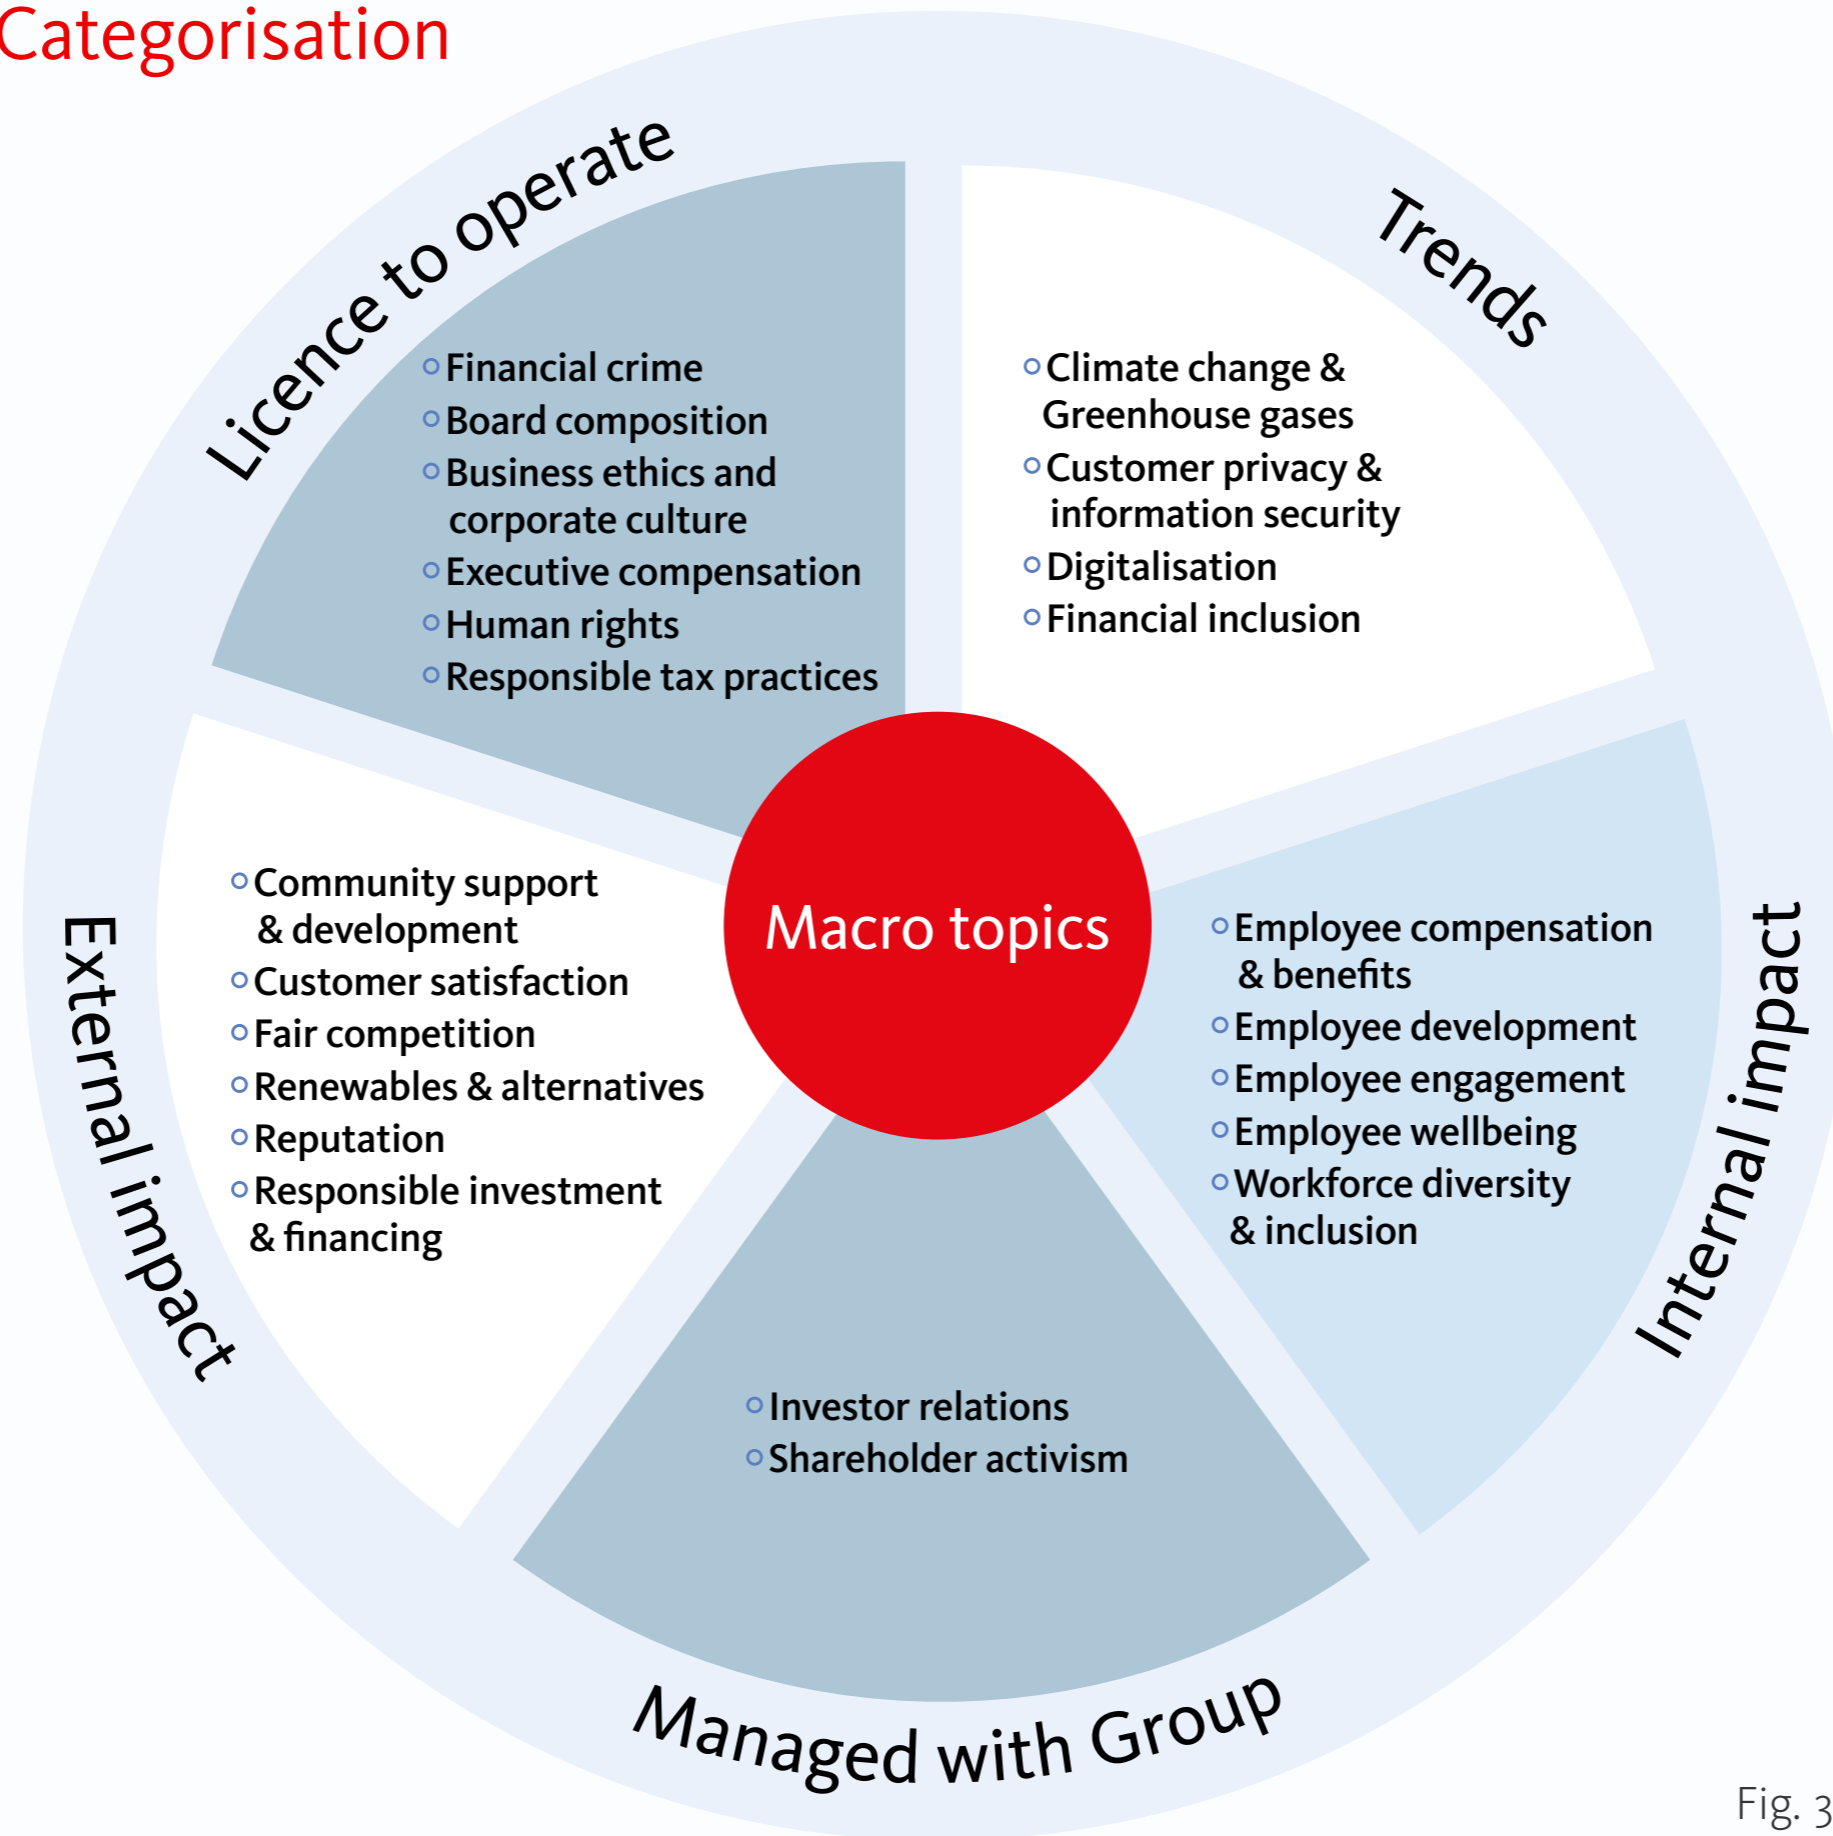 Categorisation
Licence to operate
Financial crime
Board composition
Business ethics and
corporate culture
Executive compensation
Human rights
Responsible tax practices
Trends
Climate change &
Greenhouse gases
Customer privacy &
information security
Digitalisation
Financial inclusion
Macro topics
External impact
Community support
& development
Customer satisfaction
Fair competition
Renewables & alternatives
Reputation
Responsible investment
& financing
Internal impact
Employee compensation
& benefits
Employee development
Employee engagement
Employee wellbeing
Workforce diversity
& inclusion
Investor relations
Shareholder activism
Managed with Group
Fig. 3